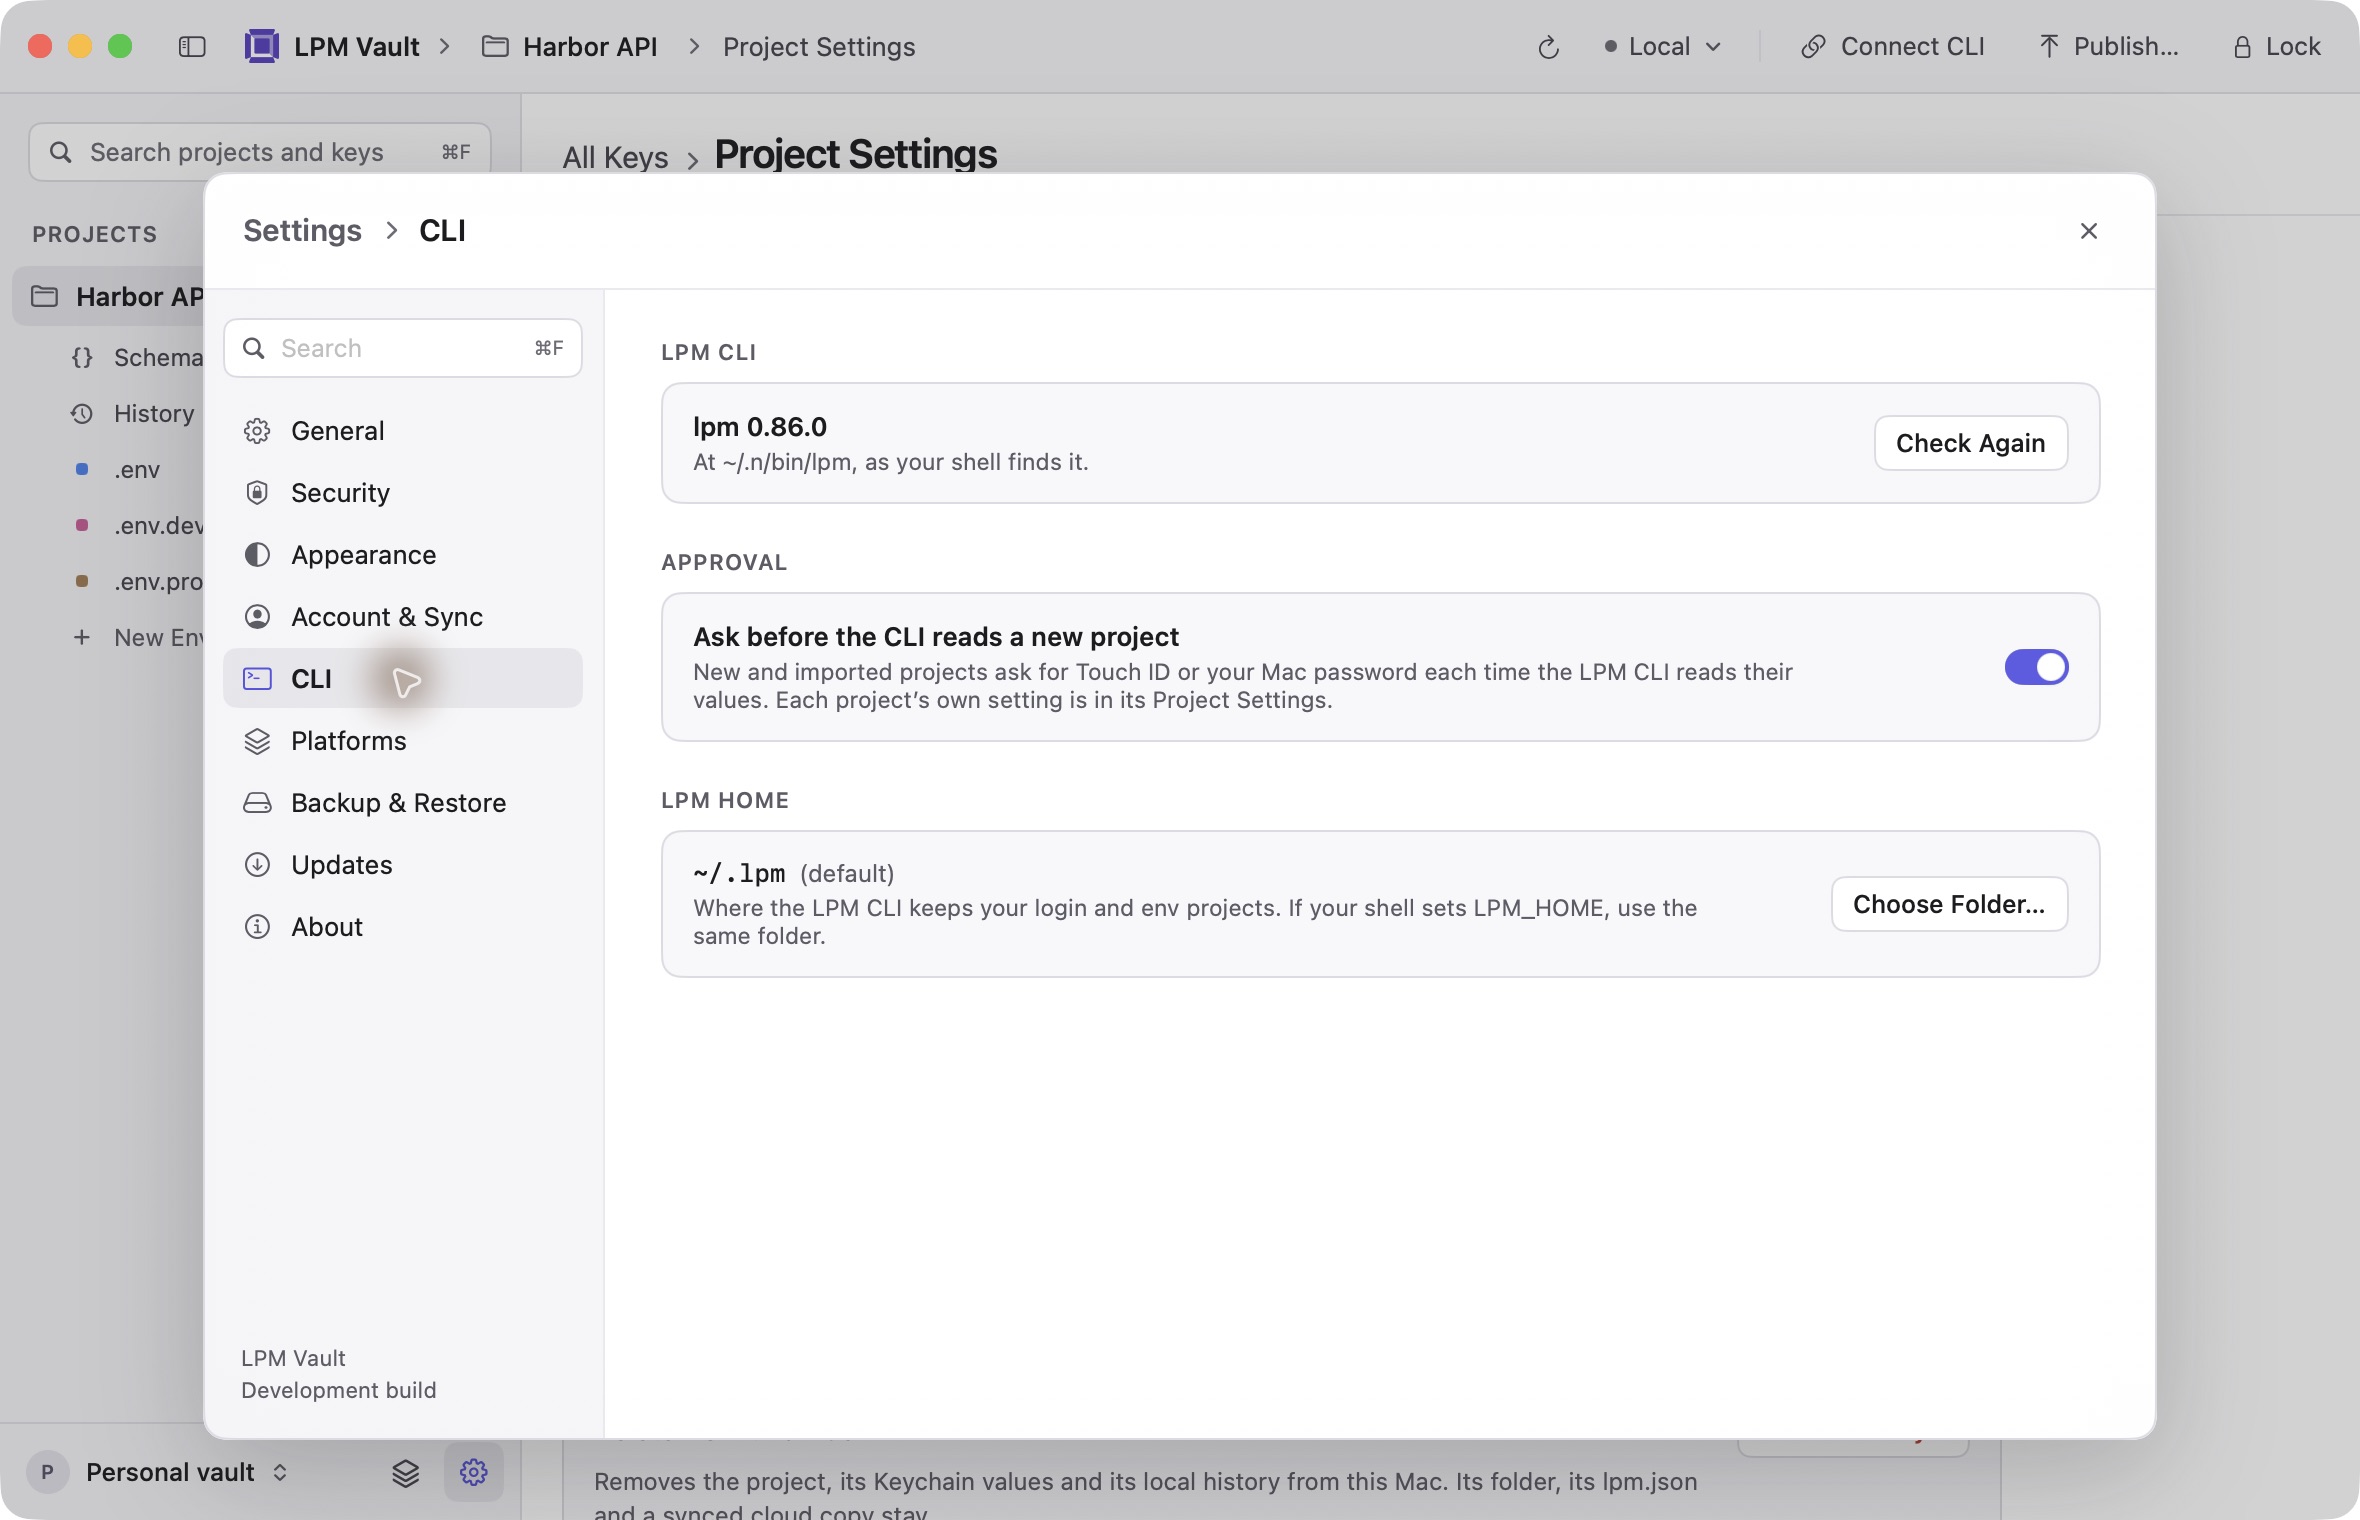 LPM Vault > Harbor API > Project Settings
Local
Connect CLI
Publish...
Lock
Search projects and keys ⌘F
All Keys > Project Settings
PROJECTS
Harbor AP
{} Schema
History
.env
.env.dev
.env.pro
+ New Env
Settings > CLI
Search ⌘F
General
Security
Appearance
Account & Sync
CLI
Platforms
Backup & Restore
Updates
About
LPM Vault
Development build
LPM CLI
lpm 0.86.0
At ~/.n/bin/lpm, as your shell finds it.
Check Again
APPROVAL
Ask before the CLI reads a new project
New and imported projects ask for Touch ID or your Mac password each time the LPM CLI reads their
values. Each project’s own setting is in its Project Settings.
LPM HOME
~/.lpm (default)
Where the LPM CLI keeps your login and env projects. If your shell sets LPM_HOME, use the
same folder.
Choose Folder...
P Personal vault
Removes the project, its Keychain values and its local history from this Mac. Its folder, its lpm.json
and a synced cloud copy stay.